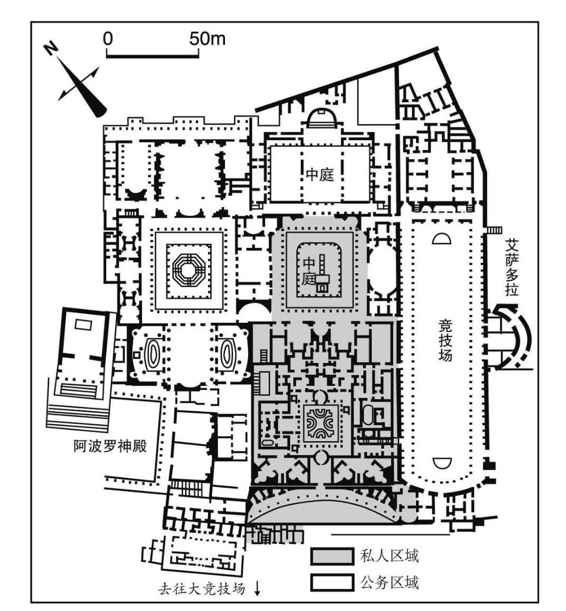 N
0 50m
中庭
中庭
艾萨多拉
竞技场
阿波罗神殿
私人区域
公务区域
去往大竞技场↓